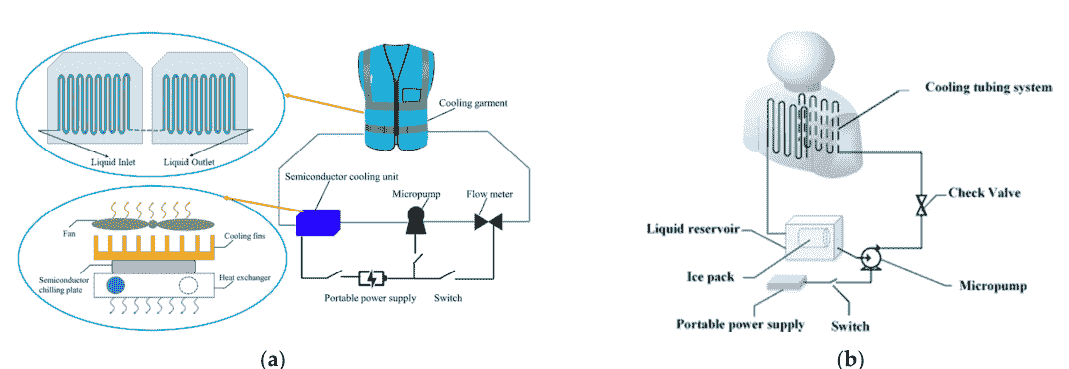 Cooling garment
Liquid Inlet
Liquid Outlet
Semiconductor cooling unit
Micropump
Flow meter
Fan
Cooling fins
Semiconductor
chilling plate
Heat exchanger
Portable power supply
Switch
(a)
Cooling tubing system
Check Valve
Liquid reservoir
Ice pack
Micropump
Portable power supply
Switch
(b)